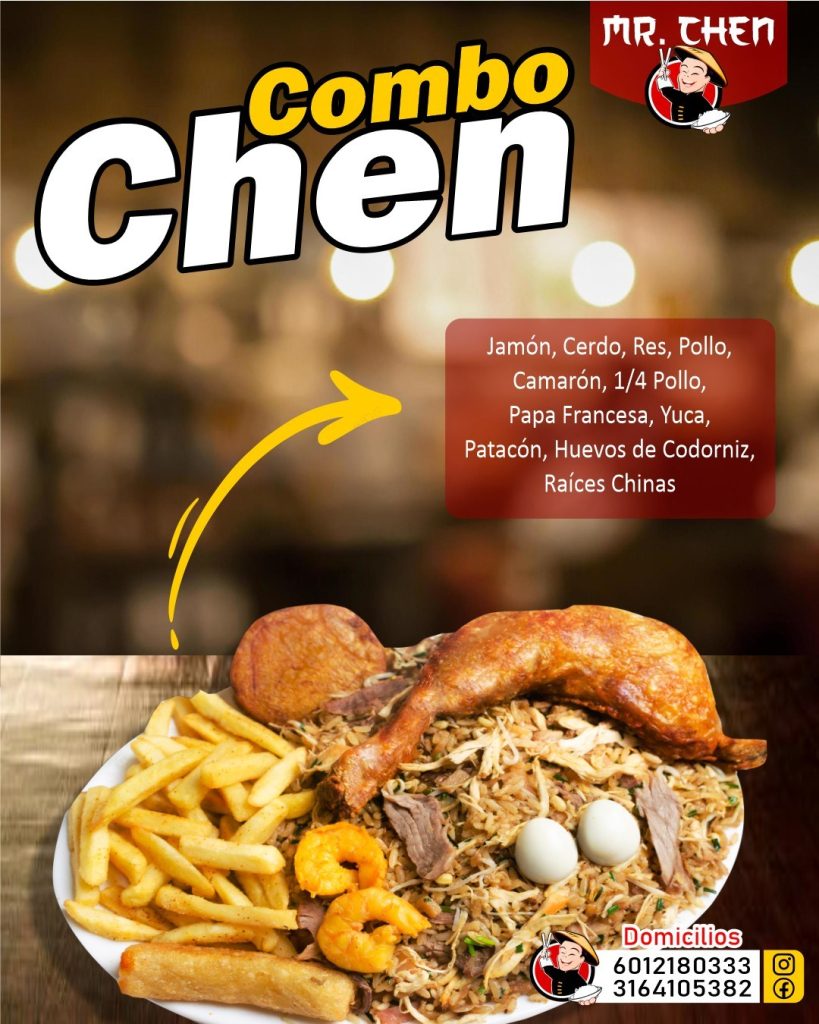 MR. CHEN
Combo
Chen
Jamón, Cerdo, Res, Pollo,
Camarón, 1/4 Pollo,
Papa Francesa, Yuca,
Patacón, Huevos de Codorniz,
Raíces Chinas
Domicilios
6012180333
3164105382